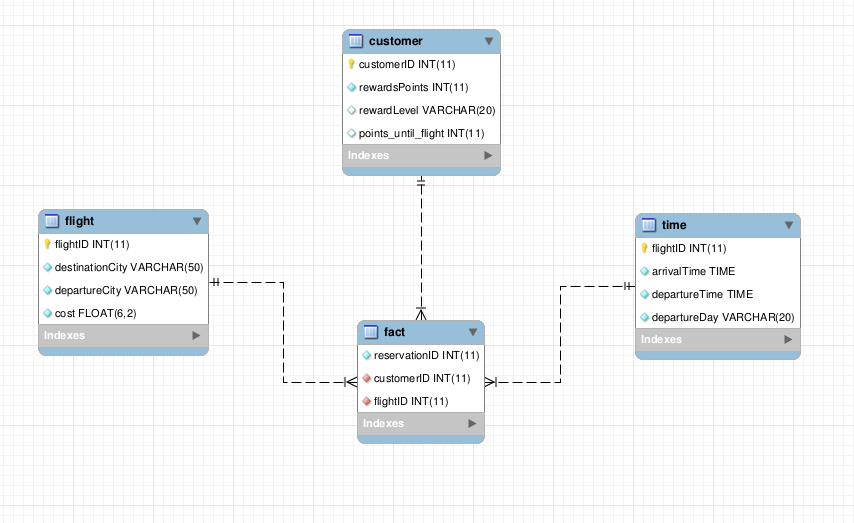 customer
customerID INT(11)
rewardsPoints INT(11)
rewardLevel VARCHAR(20)
points_until_flight INT(11)
Indexes
flight
flightID INT(11)
destinationCity VARCHAR(50)
departureCity VARCHAR(50)
cost FLOAT(6,2)
Indexes
time
flightID INT(11)
arrivalTime TIME
departureTime TIME
departureDay VARCHAR(20)
Indexes
fact
reservationID INT(11)
customerID INT(11)
flightID INT(11)
Indexes